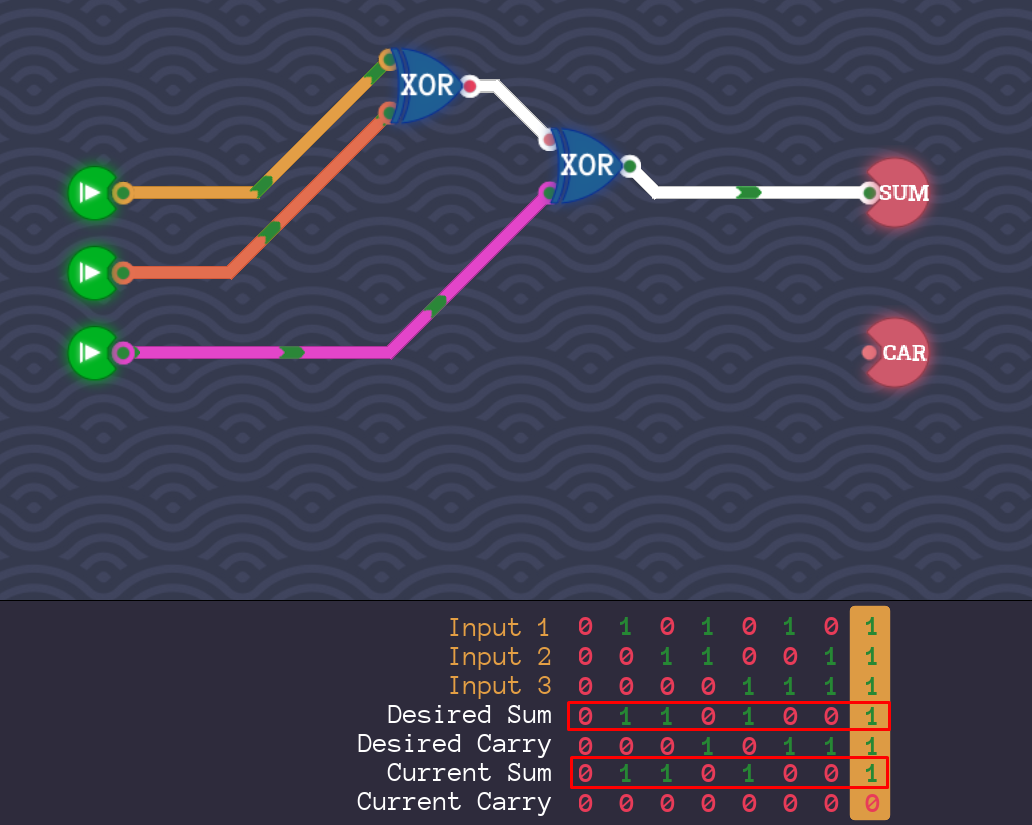 XOR
XOR
SUM
CAR
Input 1 0 1 0 1 0 1 0 1
Input 2 0 0 1 1 0 0 1 1
Input 3 0 0 0 0 1 1 1 1
Desired Sum 0 1 1 0 1 0 0 1
Desired Carry 0 0 0 1 0 1 1 1
Current Sum 0 1 1 0 1 0 0 1
Current Carry 0 0 0 0 0 0 0 0